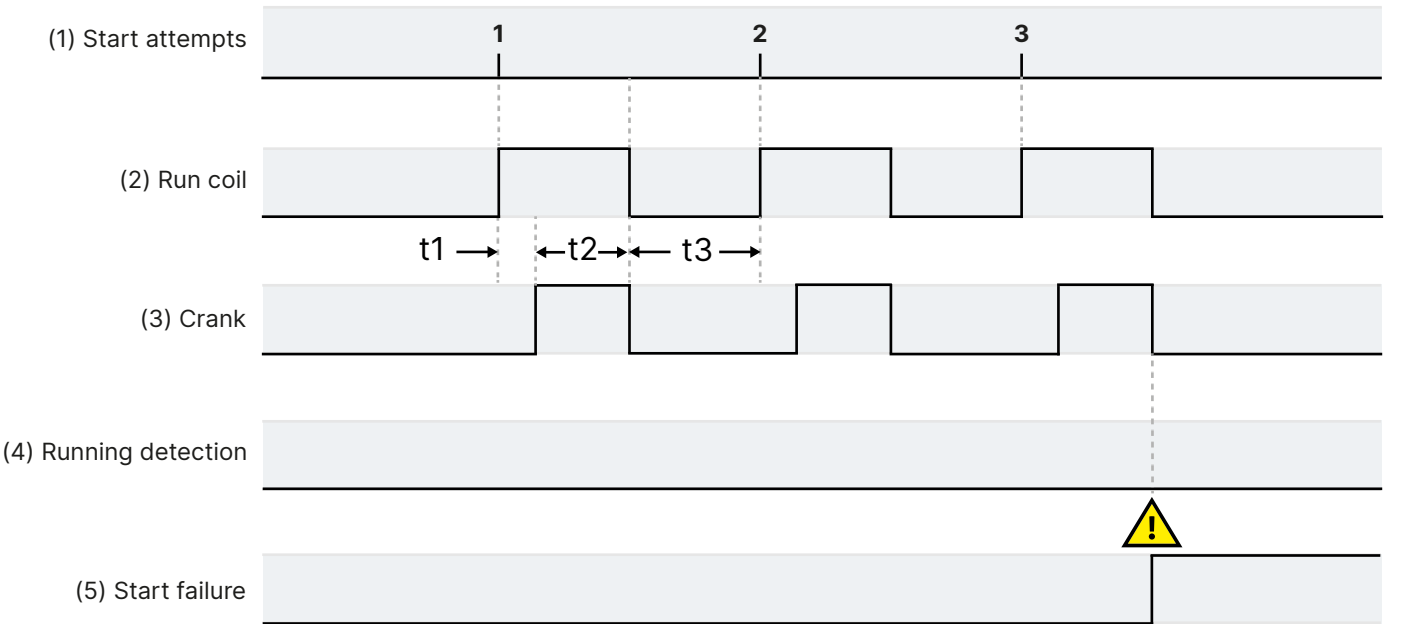 (1) Start attempts
1 2 3
(2) Run coil
t1 t2 t3
(3) Crank
(4) Running detection
!
(5) Start failure